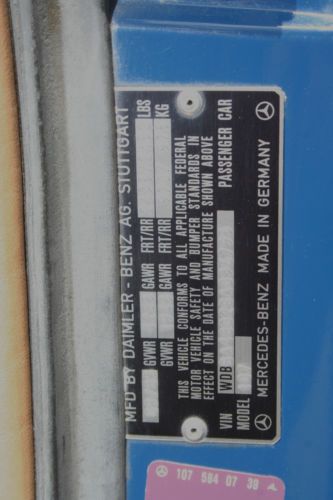 MFD BY DAIMLER - BENZ AG. STUTTGART
GVWR GAWR FRT/RR LBS
GVWR GAWR FRT/RR KG
THIS VEHICLE CONFORMS TO ALL APPLICABLE FEDERAL
MOTOR VEHICLE SAFETY AND BUMPER STANDARDS IN
EFFECT ON THE DATE OF MANUFACTURE SHOWN ABOVE
VIN WDB PASSENGER CAR
MODEL
MERCEDES-BENZ MADE IN GERMANY
107 584 07 39